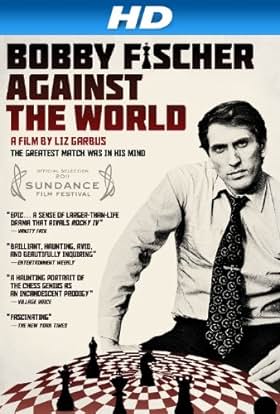 HD
BOBBY FISCHER
AGAINST
THE WORLD
A FILM BY LIZ GARBUS
THE GREATEST MATCH WAS IN HIS MIND
OFFICIAL SELECTION
2011
SUNDANCE
FILM FESTIVAL
"EPIC... A SENSE OF LARGER-THAN-LIFE
DRAMA THAT RIVALS ROCKY IV"
– VANITY FAIR
"BRILLIANT, HAUNTING, AVID,
AND BEAUTIFULLY INQUIRING"
– ENTERTAINMENT WEEKLY
"A HAUNTING PORTRAIT OF
THE CHESS GENIUS AS
AN INCANDESCENT PRODIGY"
– VILLAGE VOICE
"FASCINATING"
– THE NEW YORK TIMES